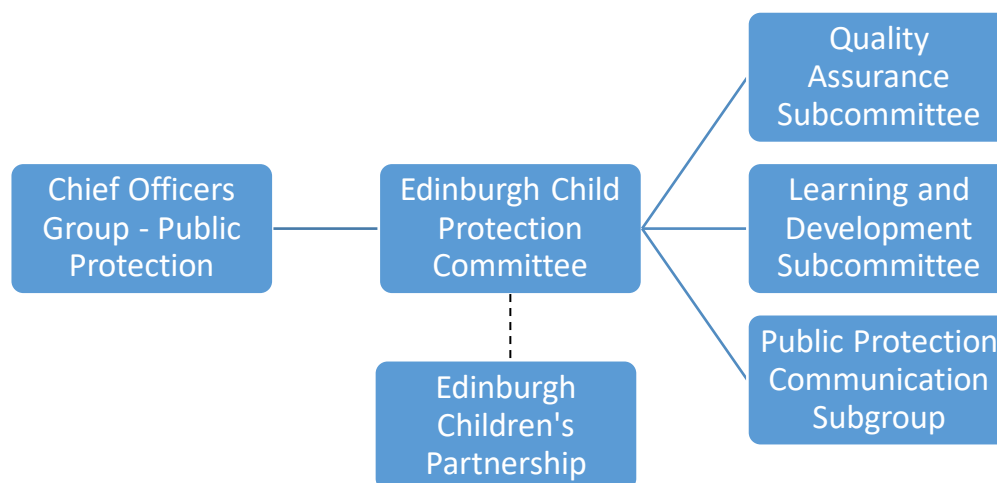 Chief Officers
Group - Public
Protection
Edinburgh Child
Protection
Committee
Edinburgh
Children's
Partnership
Quality
Assurance
Subcommittee
Learning and
Development
Subcommittee
Public Protection
Communication
Subgroup